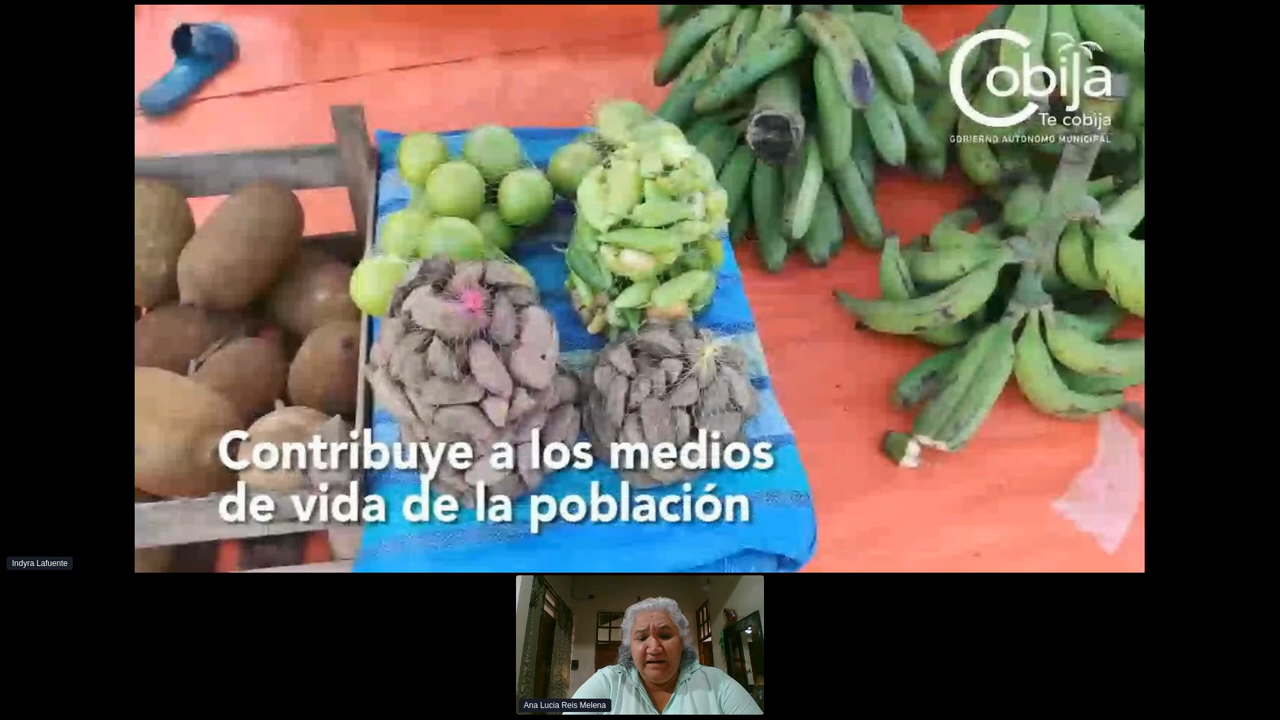 Cobija
Te cobija
GOBIERNO AUTÓNOMO MUNICIPAL
Contribuye a los medios
de vida de la población
Indyra Lafuente
Ana Lucia Reis Melena